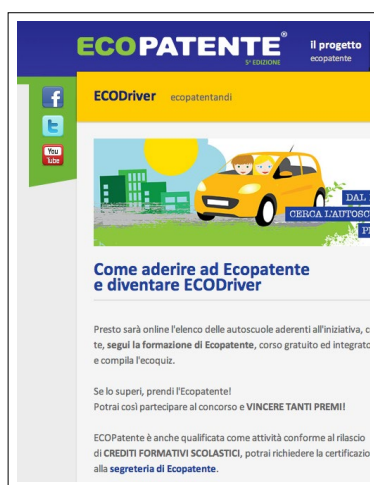 ECOPATENTE®
5ª EDIZIONE
il progetto
ecopatente
ECODriver ecopatentandi
You
Tube
DAL
CERCA L'AUTOSC
Come aderire ad Ecopatente
e diventare ECODriver
Presto sarà online l'elenco delle autoscuole aderenti all'iniziativa, c
te, segui la formazione di Ecopatente, corso gratuito ed integrato
e compila l'ecoquiz.
Se lo superi, prendi l'Ecopatente!
Potrai così partecipare al concorso e VINCERE TANTI PREMI!
ECOPatente è anche qualificata come attività conforme al rilascio
di CREDITI FORMATIVI SCOLASTICI, potrai richiedere la certificazio
alla segreteria di Ecopatente.